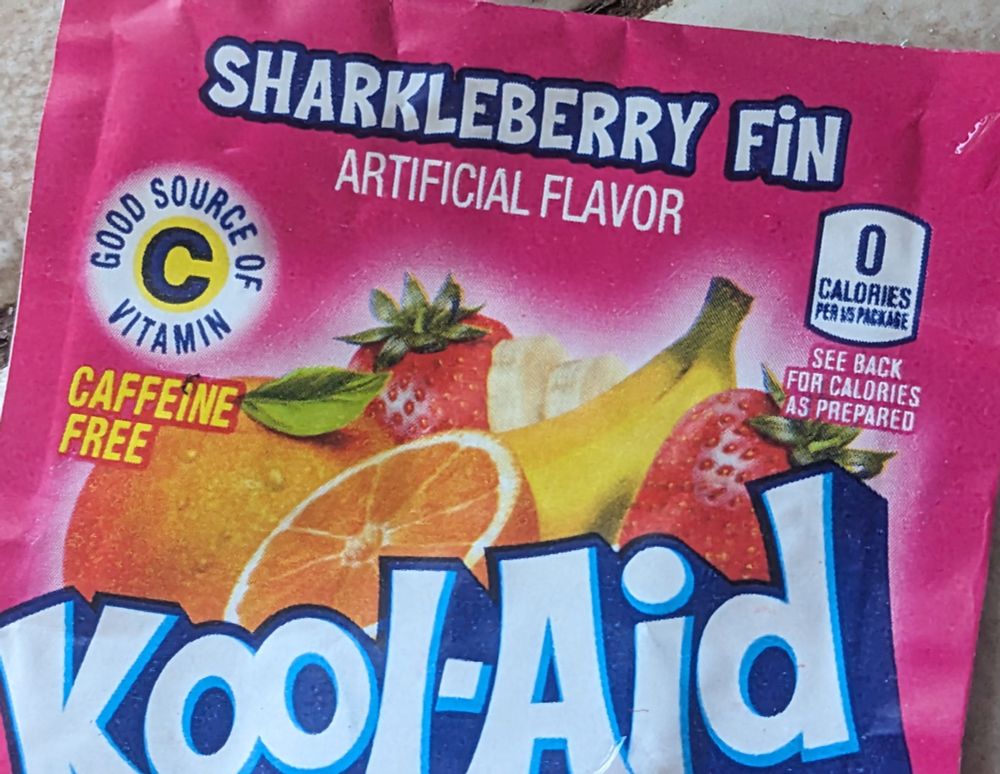 SHARKLEBERRY FiN
ARTIFICIAL FLAVOR
GOOD SOURCE OF
C
VITAMIN
0
CALORIES
PER 1/5 PACKAGE
SEE BACK
FOR CALORIES
AS PREPARED
CAFFEiNE
FREE
Kool-Aid